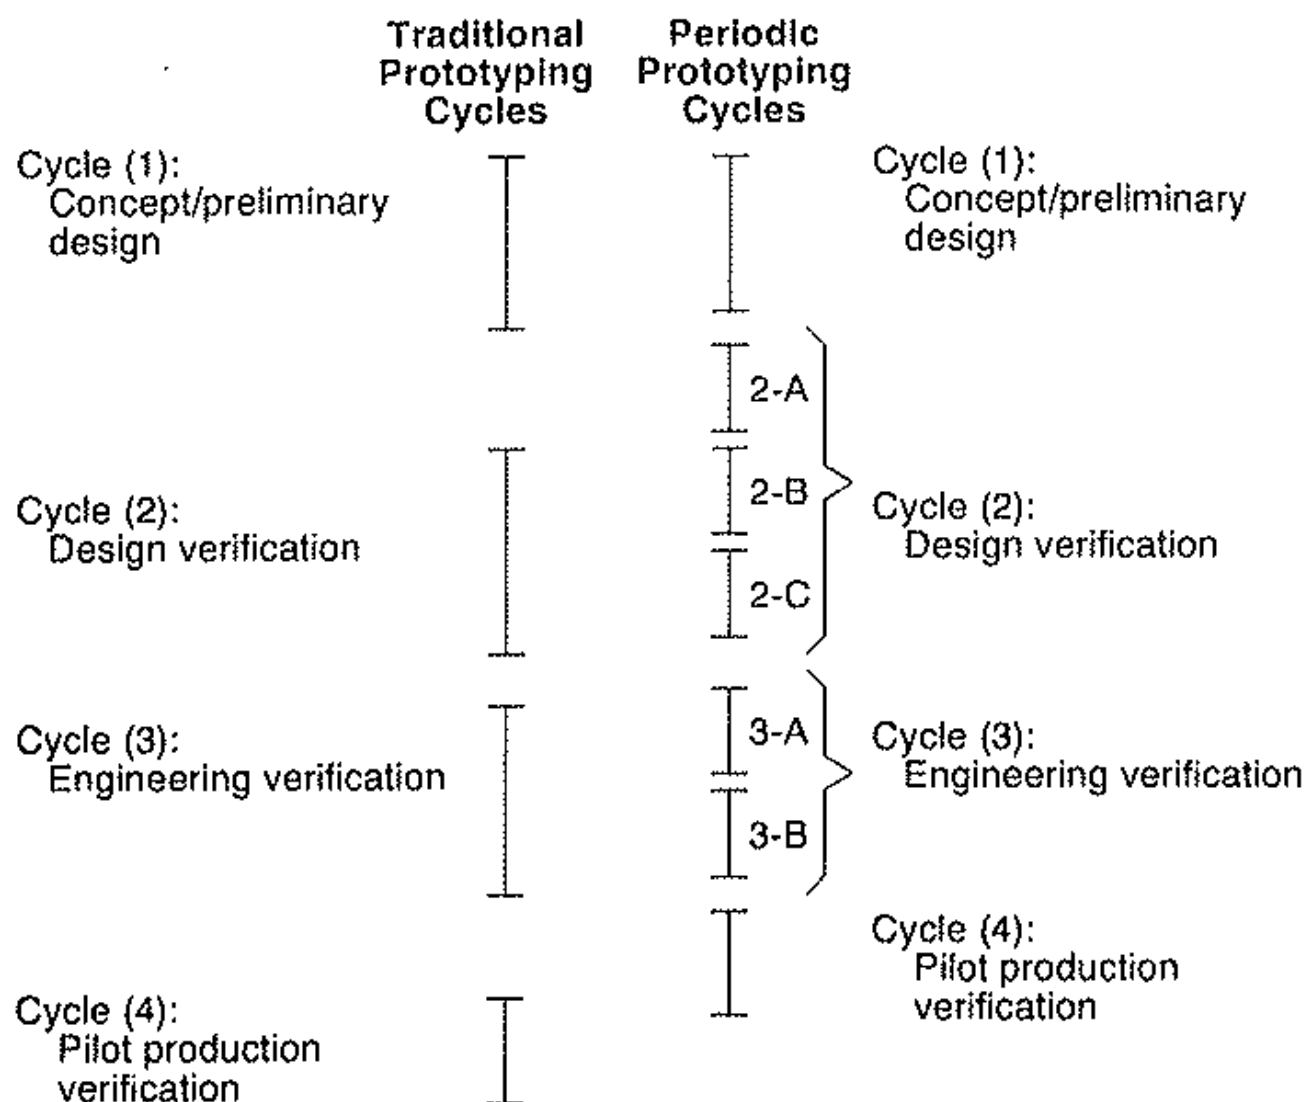 Traditional
Prototyping
Cycles
Periodic
Prototyping
Cycles
Cycle (1):
Concept/preliminary
design
Cycle (2):
Design verification
Cycle (3):
Engineering verification
Cycle (4):
Pilot production
verification
2-A
2-B
2-C
3-A
3-B
Cycle (1):
Concept/preliminary
design
Cycle (2):
Design verification
Cycle (3):
Engineering verification
Cycle (4):
Pilot production
verification